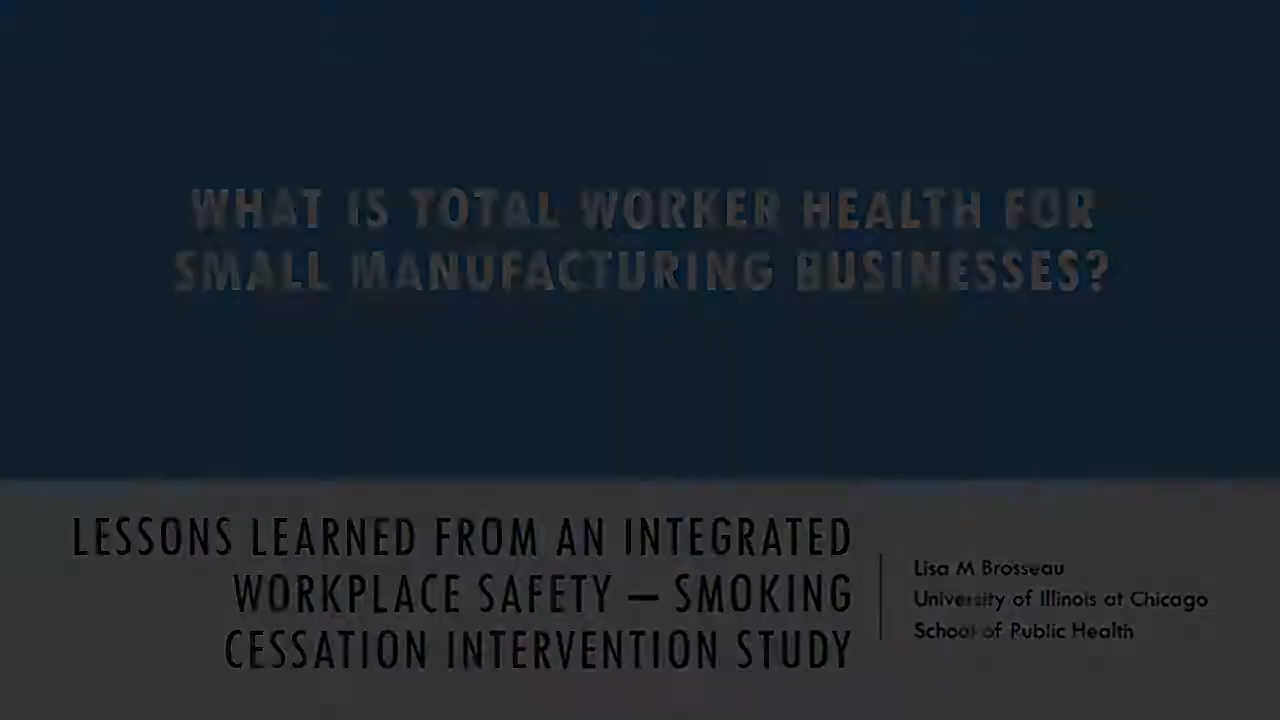 WHAT IS TOTAL WORKER HEALTH FOR
SMALL MANUFACTURING BUSINESSES?
LESSONS LEARNED FROM AN INTEGRATED
WORKPLACE SAFETY – SMOKING
CESSATION INTERVENTION STUDY
Lisa M Brosseau
University of Illinois at Chicago
School of Public Health